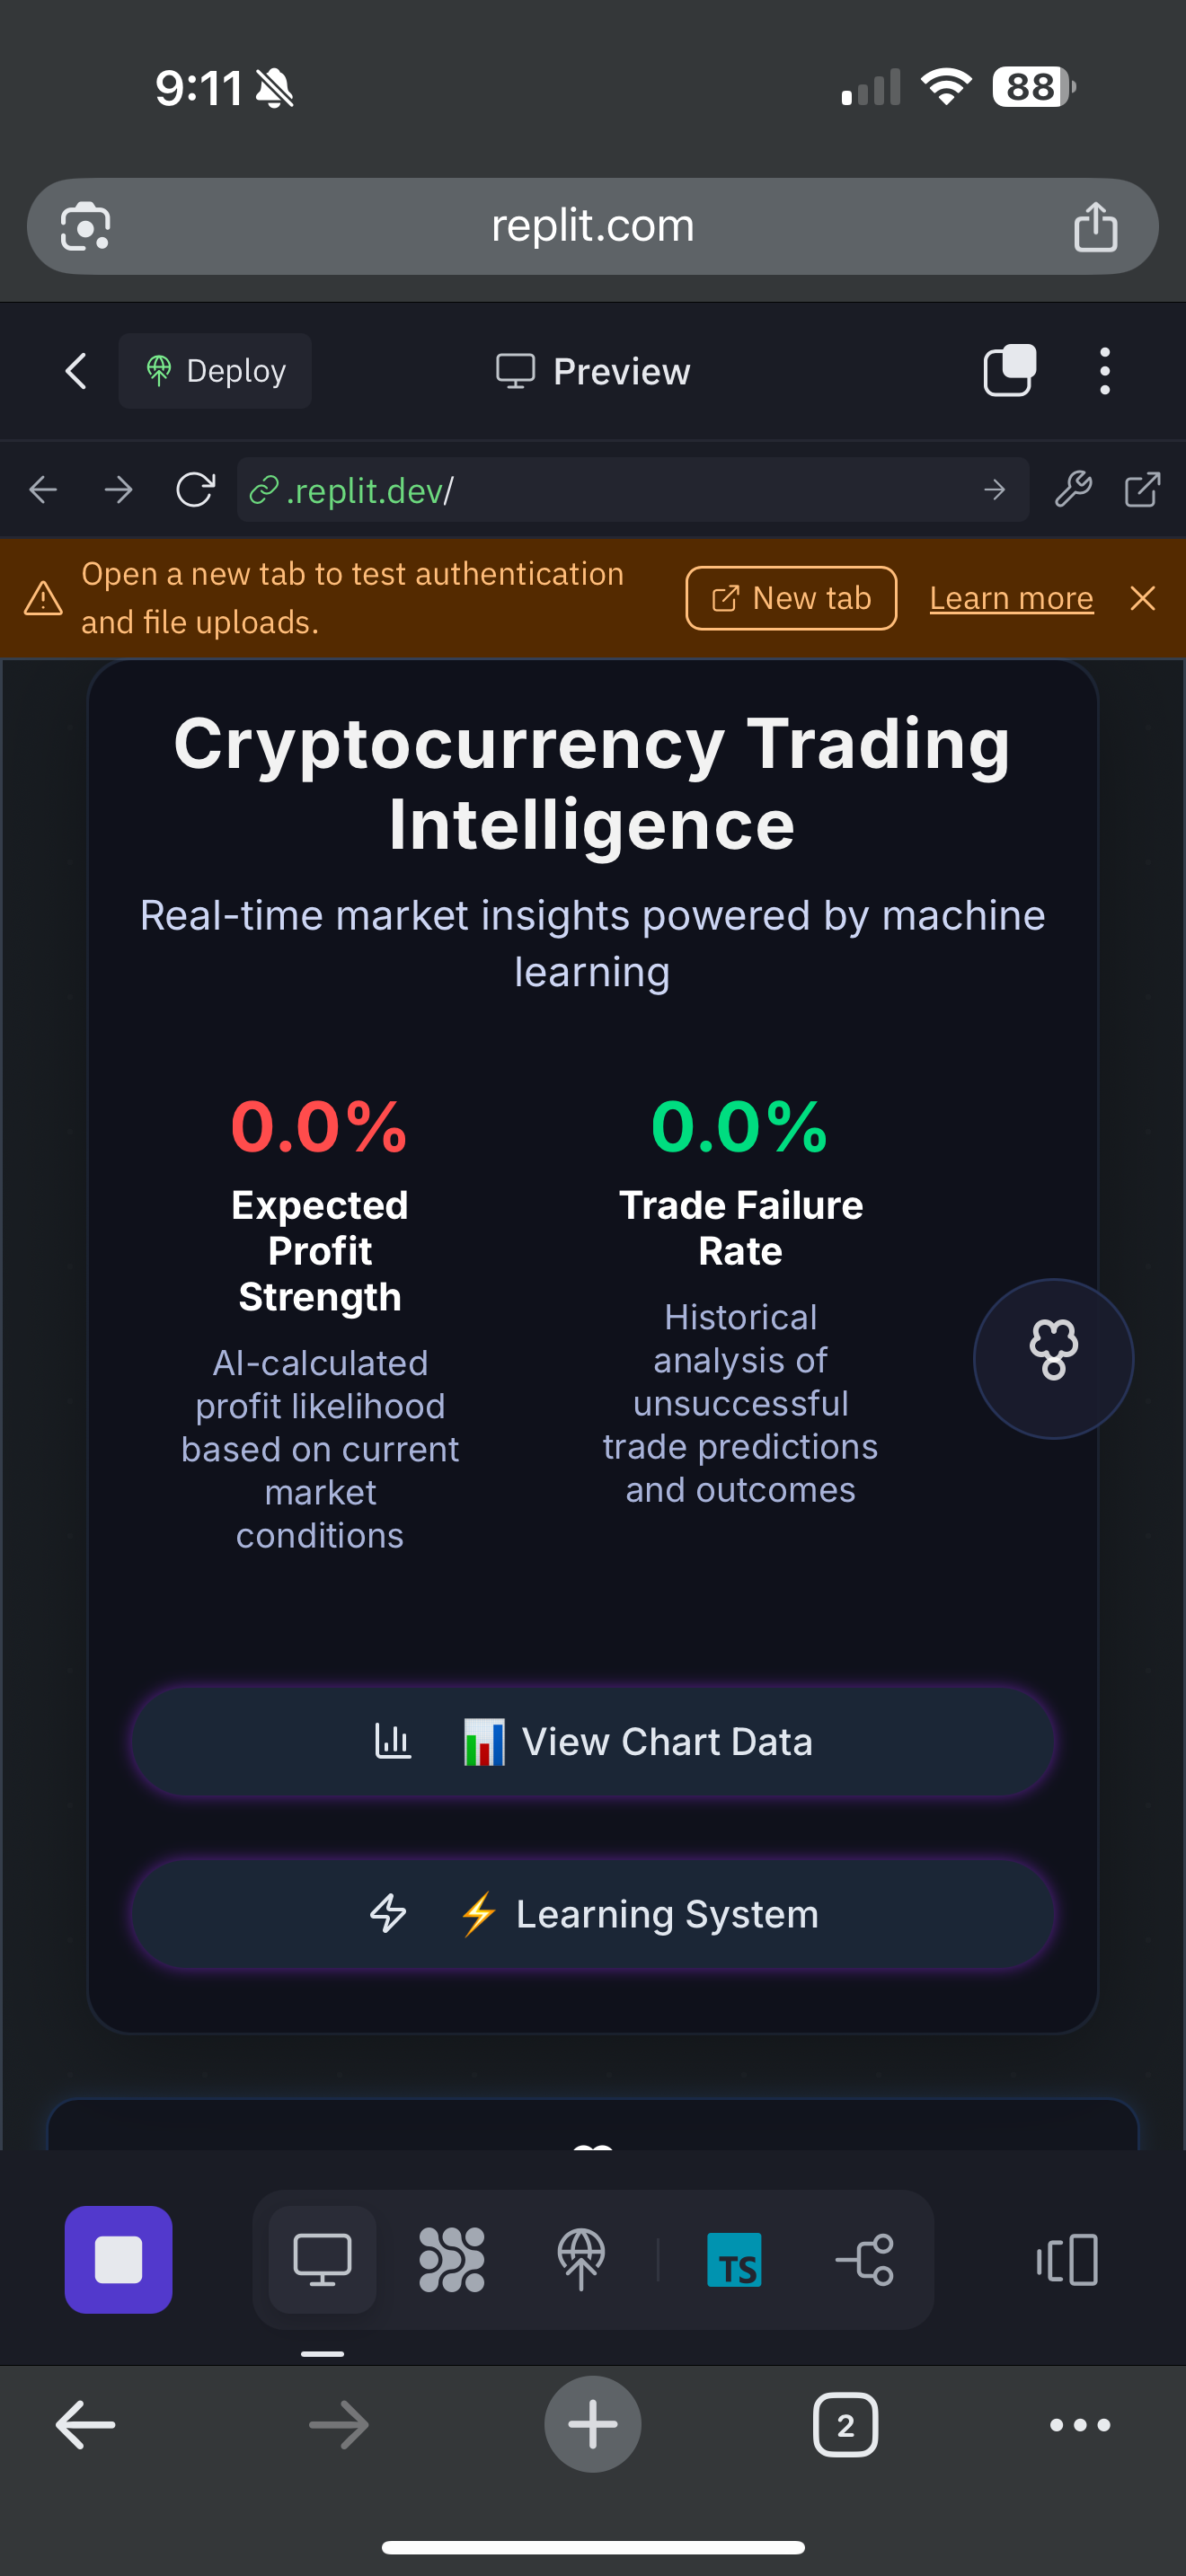 9:11
88
replit.com
Deploy
Preview
.replit.dev/
Open a new tab to test authentication
and file uploads.
New tab
Learn more
Cryptocurrency Trading
Intelligence
Real-time market insights powered by machine
learning
0.0%
Expected
Profit
Strength
AI-calculated
profit likelihood
based on current
market
conditions
0.0%
Trade Failure
Rate
Historical
analysis of
unsuccessful
trade predictions
and outcomes
📊 View Chart Data
⚡ Learning System
TS
2